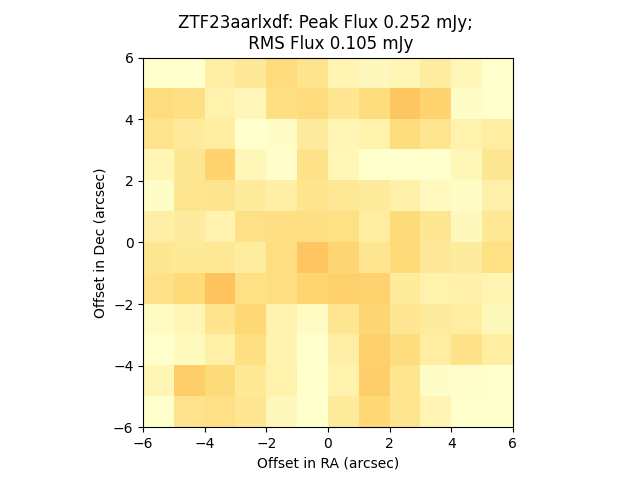 ZTF23aarlxdf: Peak Flux 0.252 mJy;
RMS Flux 0.105 mJy
6
4
2
0
−2
−4
−6
Offset in Dec (arcsec)
−6 −4 −2 0 2 4 6
Offset in RA (arcsec)